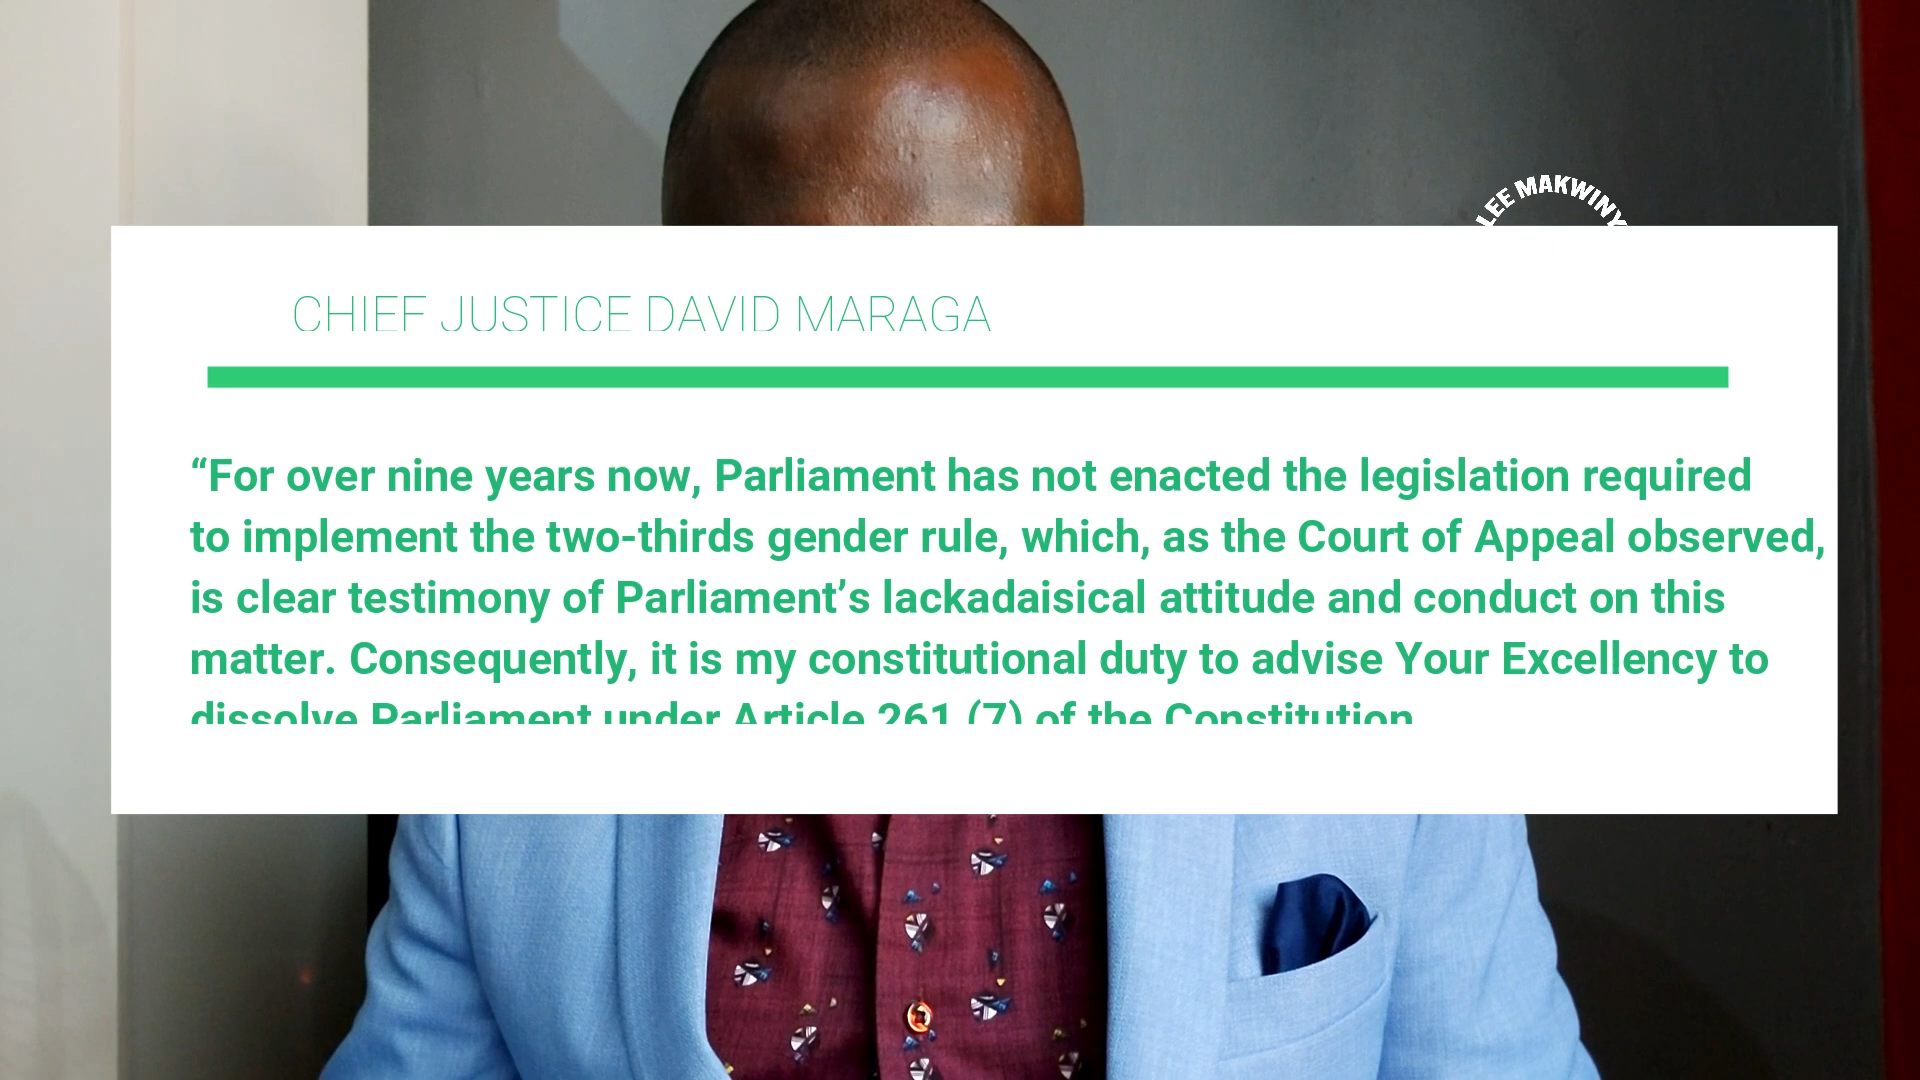 LEE MAKWINY
CHIEF JUSTICE DAVID MARAGA
“For over nine years now, Parliament has not enacted the legislation required
to implement the two-thirds gender rule, which, as the Court of Appeal observed,
is clear testimony of Parliament’s lackadaisical attitude and conduct on this
matter. Consequently, it is my constitutional duty to advise Your Excellency to
dissolve Parliament under Article 261 (7) of the Constitution